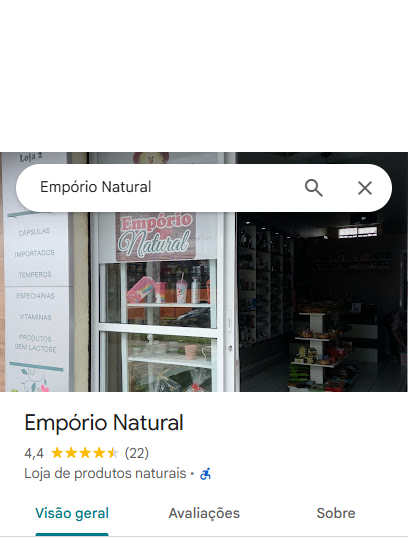 Loja 2
Empório Natural
CÁPSULAS
IMPORTADOS
TEMPEROS
ESPECIARIAS
VITAMINAS
PRODUTOS
SEM LACTOSE
Empório
Natural
Empório Natural
4,4 (22)
Loja de produtos naturais ·
Visão geral Avaliações Sobre